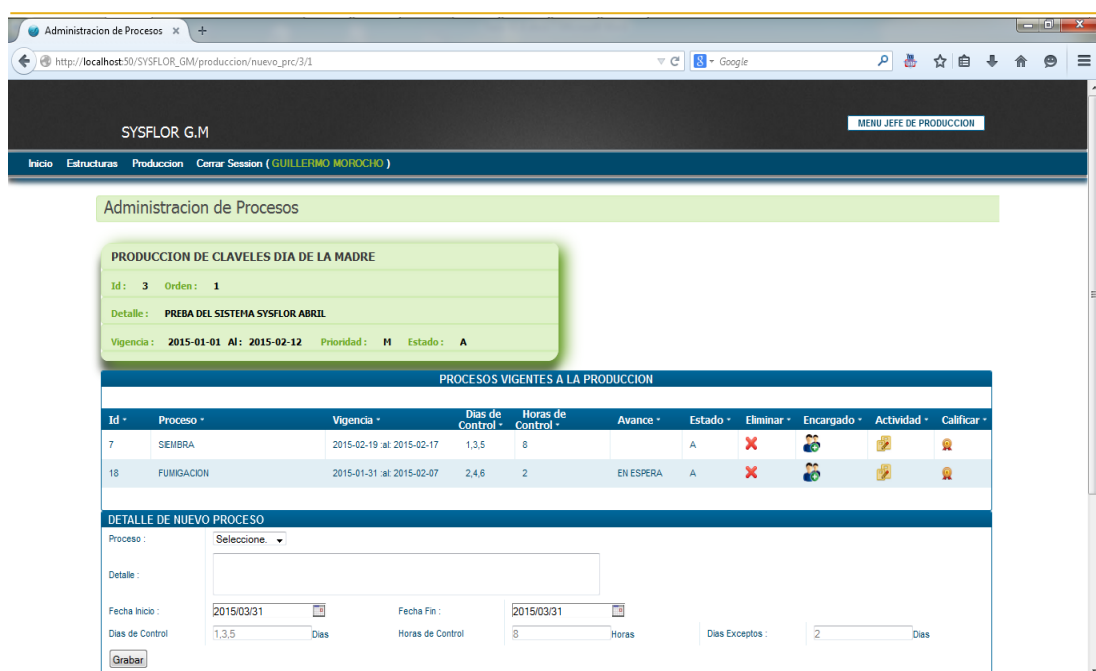 Administracion de Procesos
http://localhost:50/SYSFLOR_GM/produccion/nuevo_prc/3/1
Google
SYSFLOR G.M
MENU JEFE DE PRODUCCION
Inicio Estructuras Produccion Cerrar Session ( GUILLERMO MOROCHO )
Administracion de Procesos
PRODUCCION DE CLAVELES DIA DE LA MADRE
Id : 3 Orden : 1
Detalle : PREBA DEL SISTEMA SYSFLOR ABRIL
Vigencia : 2015-01-01 Al : 2015-02-12 Prioridad : M Estado : A
PROCESOS VIGENTES A LA PRODUCCION
Id Proceso Vigencia Dias de Control Horas de Control Avance Estado Eliminar Encargado Actividad Calificar
7 SIEMBRA 2015-02-19 :al: 2015-02-17 1,3,5 8 A
18 FUMIGACION 2015-01-31 :al: 2015-02-07 2,4,6 2 EN ESPERA A
DETALLE DE NUEVO PROCESO
Proceso : Seleccione.
Detalle :
Fecha Inicio : 2015/03/31 Fecha Fin : 2015/03/31
Dias de Control 1,3,5 Dias Horas de Control 8 Horas Dias Exceptos : 2 Dias
Grabar